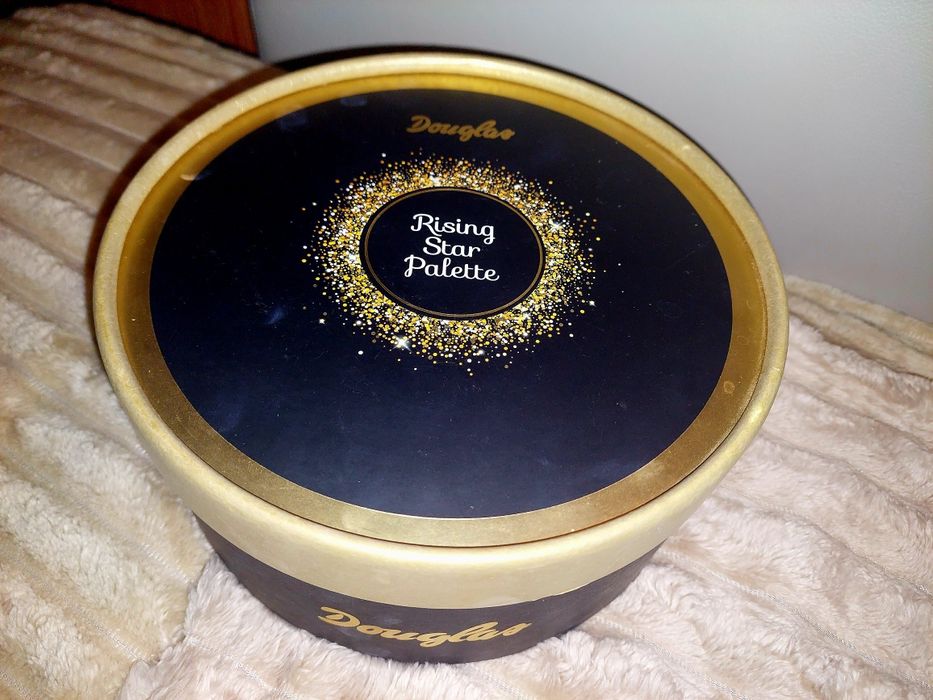 Douglas
Rising
Star
Palette
Douglas